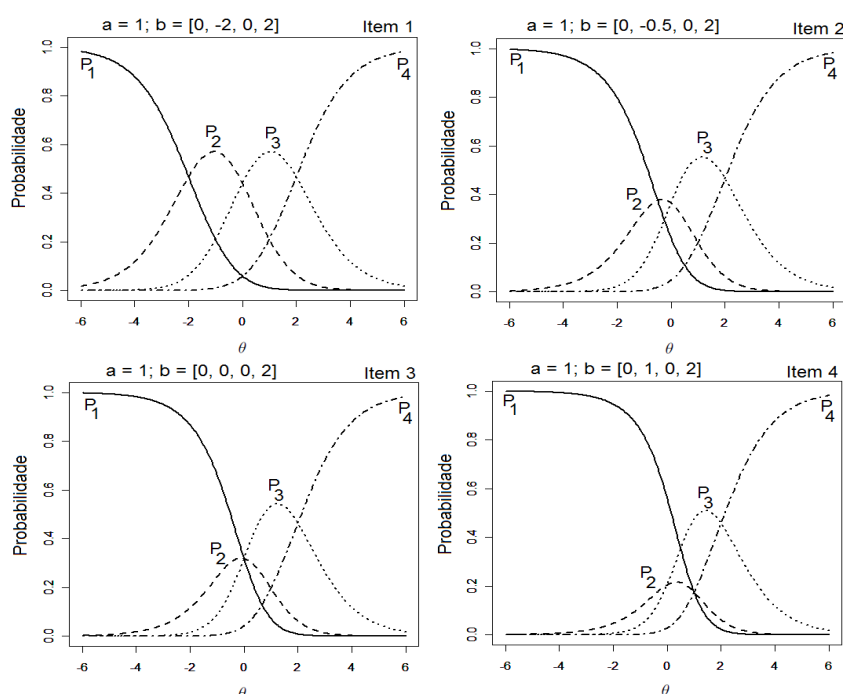 a = 1; b = [0, -2, 0, 2] Item 1
Probabilidade
0.0 0.2 0.4 0.6 0.8 1.0
P1
P2
P3
P4
-6 -4 -2 0 2 4 6
θ
a = 1; b = [0, -0.5, 0, 2] Item 2
Probabilidade
0.0 0.2 0.4 0.6 0.8 1.0
P1
P2
P3
P4
-6 -4 -2 0 2 4 6
θ
a = 1; b = [0, 0, 0, 2] Item 3
Probabilidade
0.0 0.2 0.4 0.6 0.8 1.0
P1
P2
P3
P4
-6 -4 -2 0 2 4 6
θ
a = 1; b = [0, 1, 0, 2] Item 4
Probabilidade
0.0 0.2 0.4 0.6 0.8 1.0
P1
P2
P3
P4
-6 -4 -2 0 2 4 6
θ